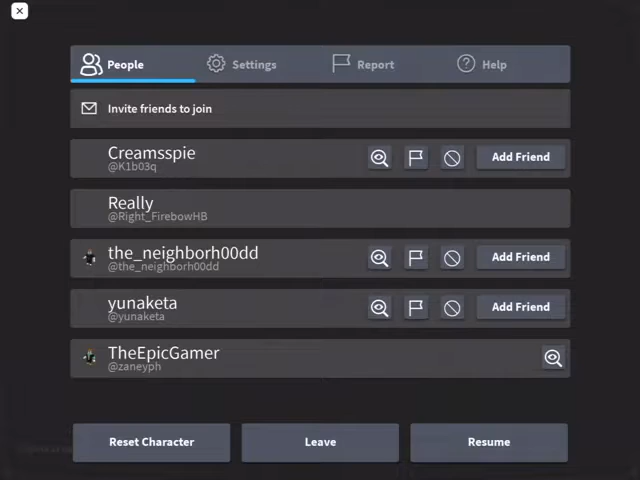 People
Settings
Report
Help
Invite friends to join
Creamsspie
@K1b03q
Add Friend
Really
@Right_FirebowHB
the_neighborh00dd
@the_neighborh00dd
Add Friend
yunaketa
@yunaketa
Add Friend
TheEpicGamer
@zaneyph
Reset Character
Leave
Resume